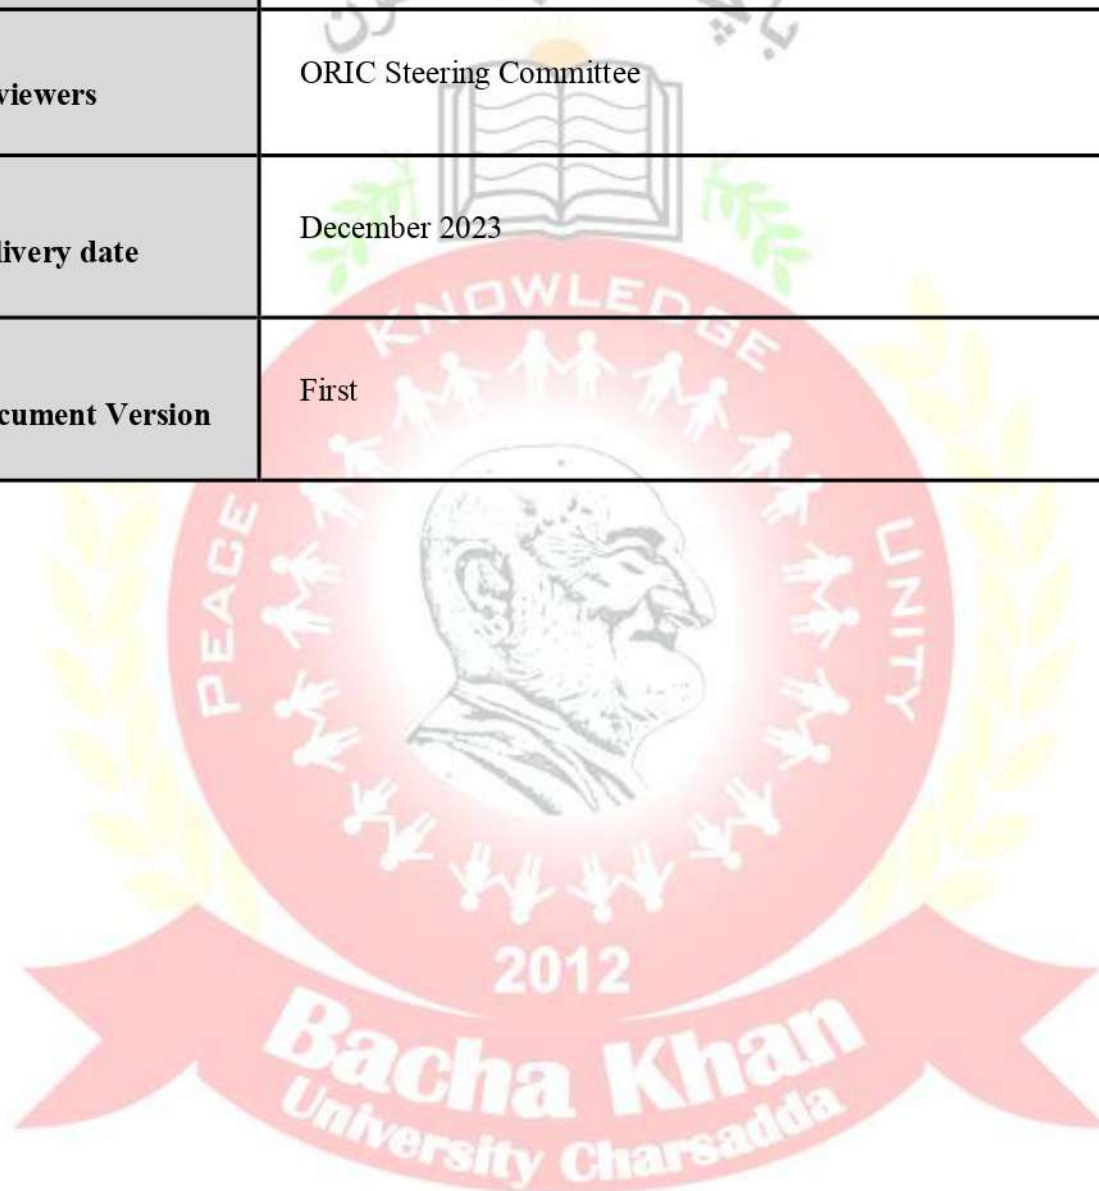 viewers
ORIC Steering Committee
livery date
December 2023
cument Version
First
KNOWLEDGE
PEACE
UNITY
2012
Bacha Khan
University Charsadda